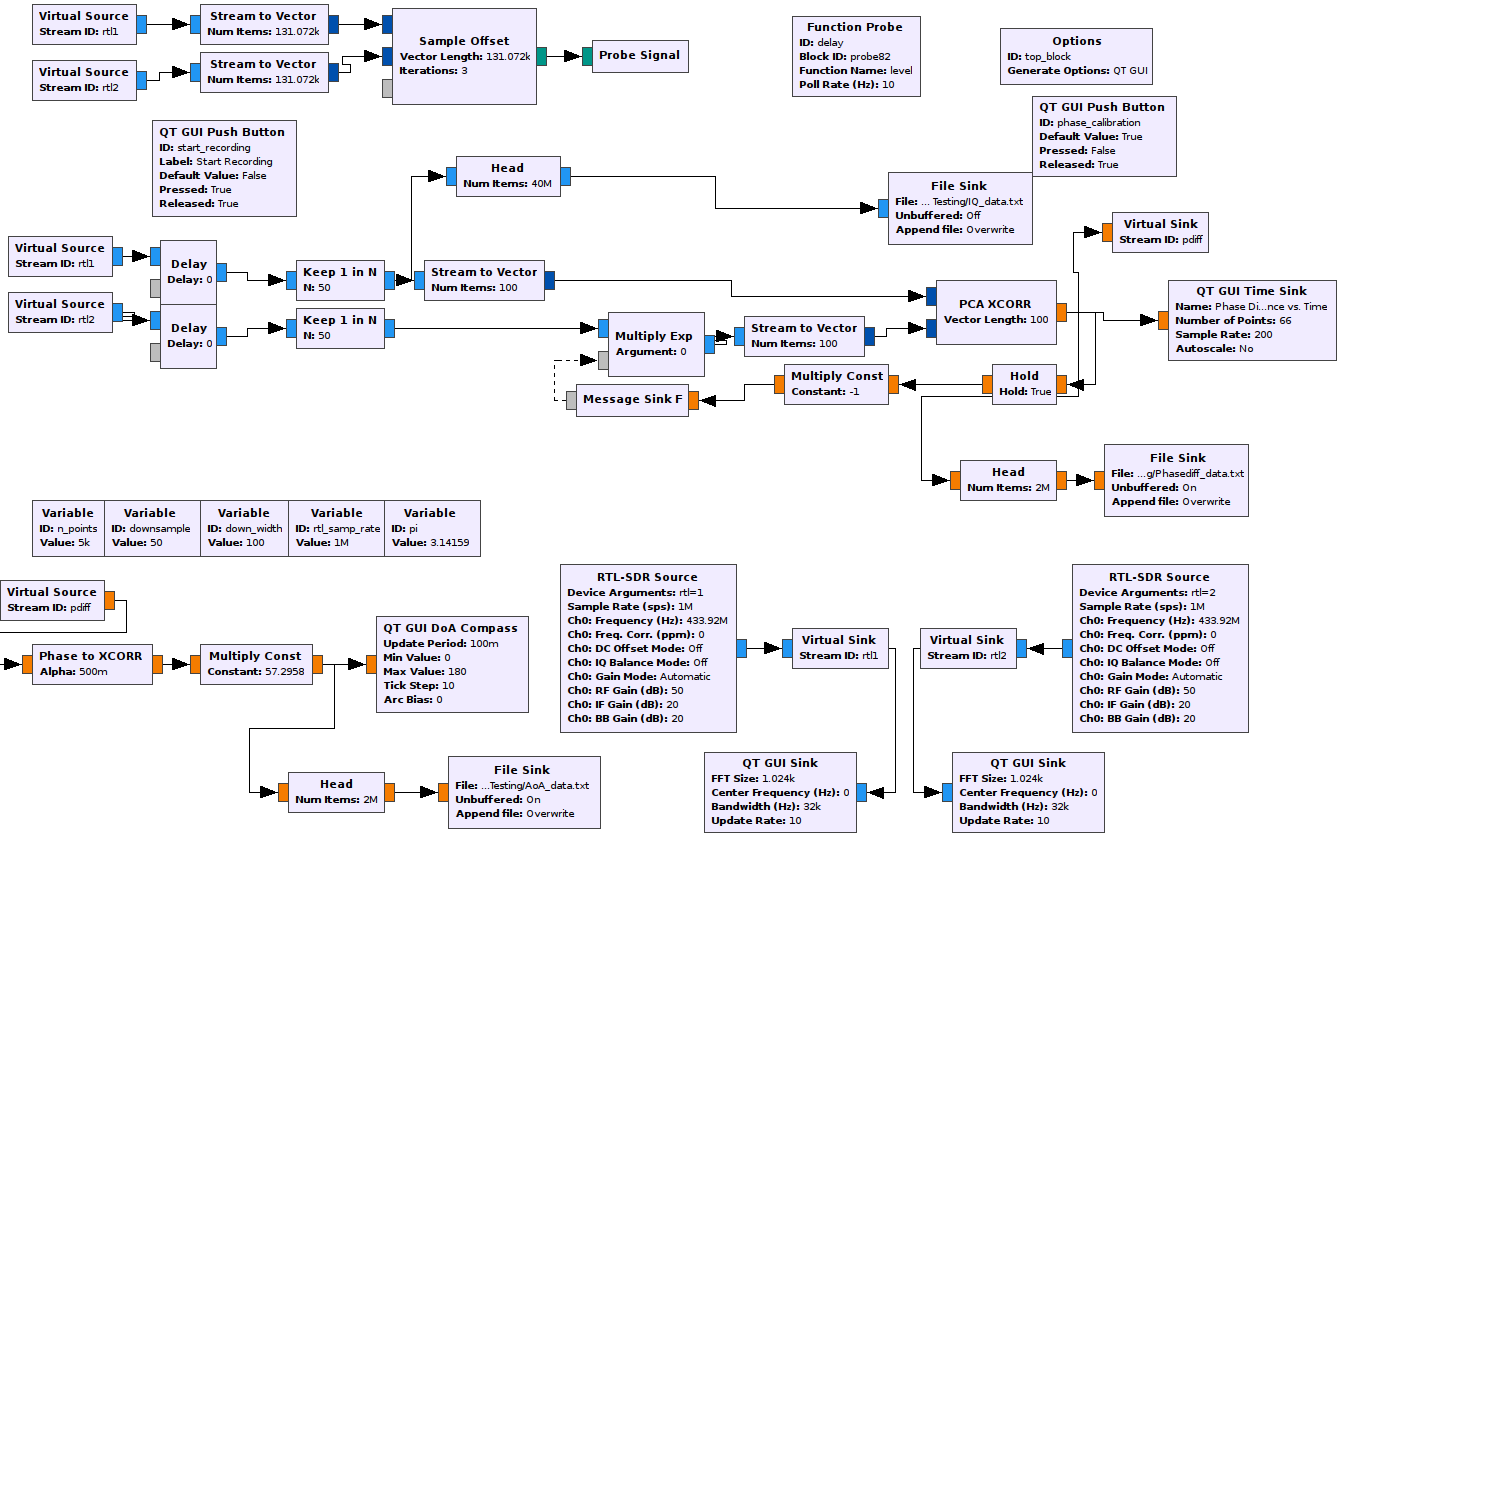 Virtual Source
Stream ID: rtl1
Stream to Vector
Num Items: 131.072k
Virtual Source
Stream ID: rtl2
Stream to Vector
Num Items: 131.072k
Sample Offset
Vector Length: 131.072k
Iterations: 3
Probe Signal
Function Probe
ID: delay
Block ID: probe82
Function Name: level
Poll Rate (Hz): 10
Options
ID: top_block
Generate Options: QT GUI
QT GUI Push Button
ID: phase_calibration
Default Value: True
Pressed: False
Released: True
QT GUI Push Button
ID: start_recording
Label: Start Recording
Default Value: False
Pressed: True
Released: True
Head
Num Items: 40M
File Sink
File: ... Testing/IQ_data.txt
Unbuffered: Off
Append file: Overwrite
Virtual Sink
Stream ID: pdiff
Virtual Source
Stream ID: rtl1
Delay
Delay: 0
Keep 1 in N
N: 50
Stream to Vector
Num Items: 100
Virtual Source
Stream ID: rtl2
Delay
Delay: 0
Keep 1 in N
N: 50
Multiply Exp
Argument: 0
Stream to Vector
Num Items: 100
PCA XCORR
Vector Length: 100
QT GUI Time Sink
Name: Phase Di...nce vs. Time
Number of Points: 66
Sample Rate: 200
Autoscale: No
Message Sink F
Multiply Const
Constant: -1
Hold
Hold: True
Head
Num Items: 2M
File Sink
File: ...g/Phasediff_data.txt
Unbuffered: On
Append file: Overwrite
Variable
ID: n_points
Value: 5k
Variable
ID: downsample
Value: 50
Variable
ID: down_width
Value: 100
Variable
ID: rtl_samp_rate
Value: 1M
Variable
ID: pi
Value: 3.14159
Virtual Source
Stream ID: pdiff
Phase to XCORR
Alpha: 500m
Multiply Const
Constant: 57.2958
QT GUI DoA Compass
Update Period: 100m
Min Value: 0
Max Value: 180
Tick Step: 10
Arc Bias: 0
Head
Num Items: 2M
File Sink
File: ...Testing/AoA_data.txt
Unbuffered: On
Append file: Overwrite
RTL-SDR Source
Device Arguments: rtl=1
Sample Rate (sps): 1M
Ch0: Frequency (Hz): 433.92M
Ch0: Freq. Corr. (ppm): 0
Ch0: DC Offset Mode: Off
Ch0: IQ Balance Mode: Off
Ch0: Gain Mode: Automatic
Ch0: RF Gain (dB): 50
Ch0: IF Gain (dB): 20
Ch0: BB Gain (dB): 20
Virtual Sink
Stream ID: rtl1
Virtual Sink
Stream ID: rtl2
RTL-SDR Source
Device Arguments: rtl=2
Sample Rate (sps): 1M
Ch0: Frequency (Hz): 433.92M
Ch0: Freq. Corr. (ppm): 0
Ch0: DC Offset Mode: Off
Ch0: IQ Balance Mode: Off
Ch0: Gain Mode: Automatic
Ch0: RF Gain (dB): 50
Ch0: IF Gain (dB): 20
Ch0: BB Gain (dB): 20
QT GUI Sink
FFT Size: 1.024k
Center Frequency (Hz): 0
Bandwidth (Hz): 32k
Update Rate: 10
QT GUI Sink
FFT Size: 1.024k
Center Frequency (Hz): 0
Bandwidth (Hz): 32k
Update Rate: 10